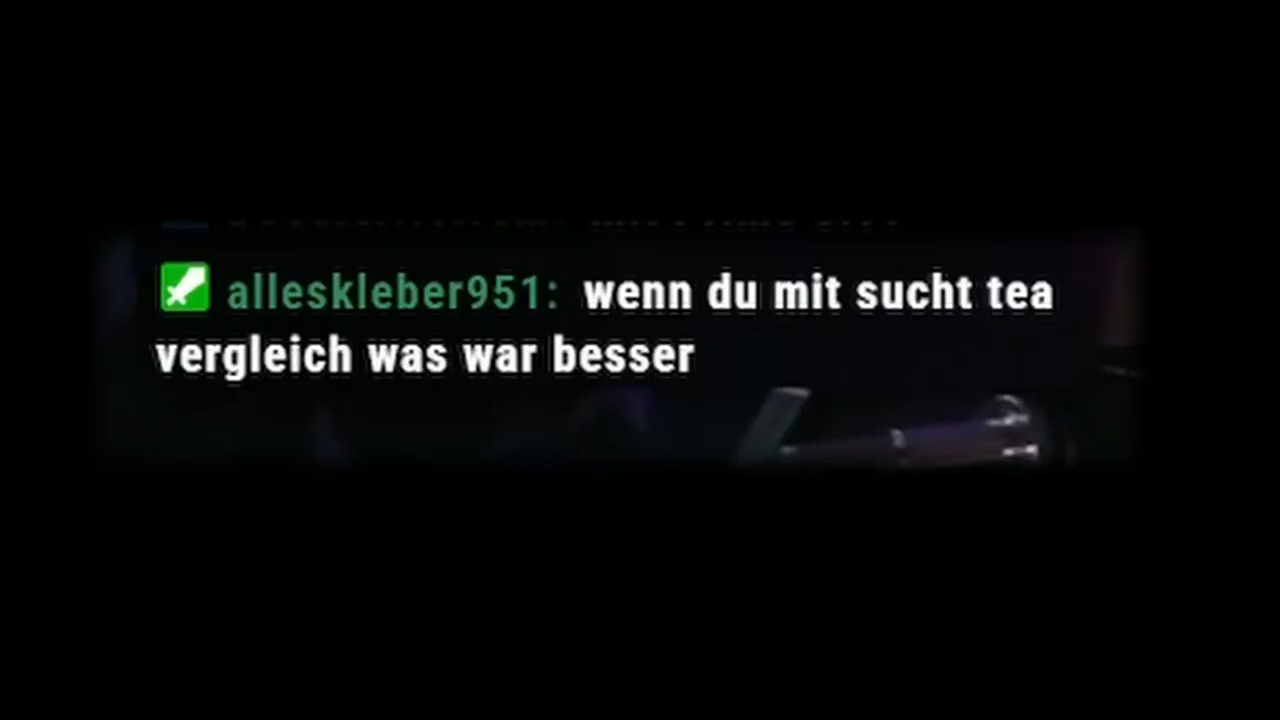 alleskleber951: wenn du mit sucht tea
vergleich was war besser